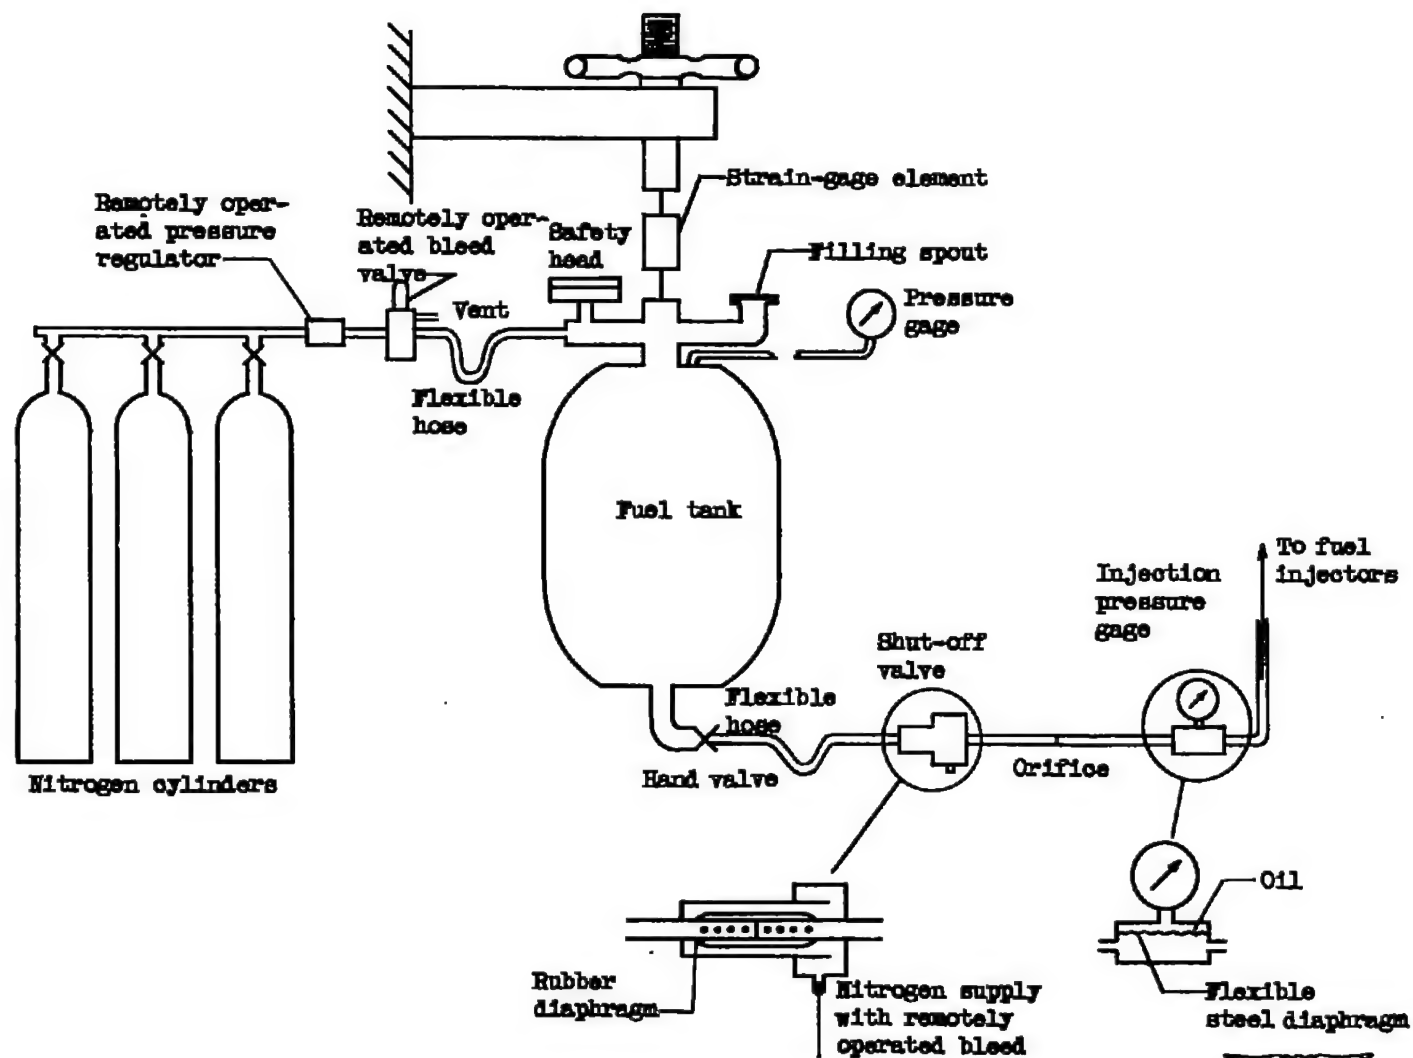 Strain-gage element
Remotely oper-
ated pressure
regulator
Remotely oper-
ated bleed
valve
Safety
head
Filling spout
Vent
Pressure
gage
Flexible
hose
Fuel tank
To fuel
injectors
Injection
pressure
gage
Shut-off
valve
Flexible
hose
Hand valve
Orifice
Nitrogen cylinders
Oil
Rubber
diaphragm
Nitrogen supply
with remotely
operated bleed
Flexible
steel diaphragm